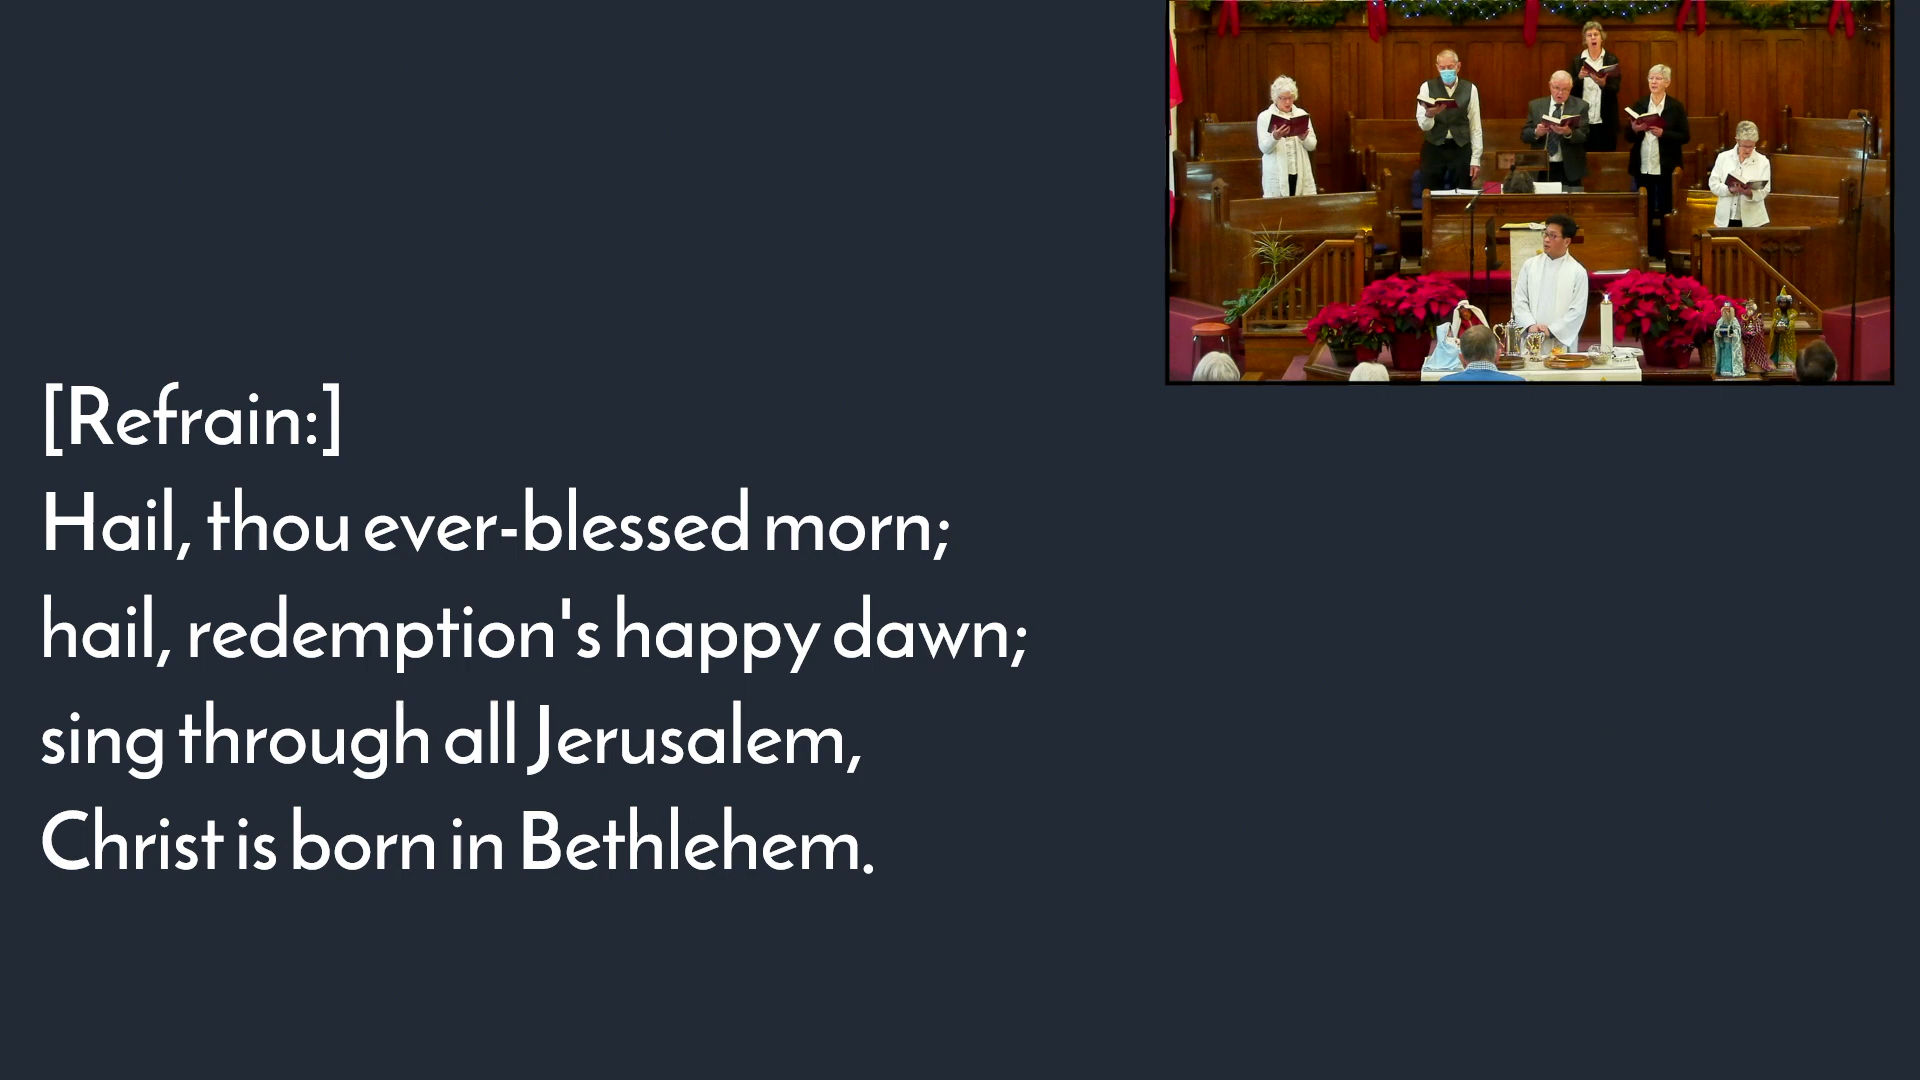 [Refrain:]
Hail, thou ever-blessed morn;
hail, redemption's happy dawn;
sing through all Jerusalem,
Christ is born in Bethlehem.